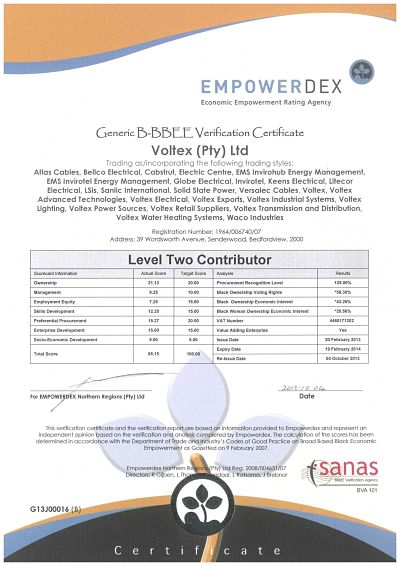 EMPOWERDEX
Economic Empowerment Rating Agency
Generic B-BBEE Verification Certificate
Voltex (Pty) Ltd
Trading as/incorporating the following trading styles:
Atlas Cables, Bellco Electrical, Cabstrut, Electric Centre, EMS Invirohub Energy Management,
EMS Invirotel Energy Management, Globe Electrical, Invirotel, Keens Electrical, Litecor
Electrical, LSis, Sanlic International, Solid State Power, Versalec Cables, Voltex, Voltex
Advanced Technologies, Voltex Electrical, Voltex Exports, Voltex Industrial Systems, Voltex
Lighting, Voltex Power Sources, Voltex Retail Suppliers, Voltex Transmission and Distribution,
Voltex Water Heating Systems, Waco Industries
Registration Number: 1964/006740/07
Address: 39 Wordsworth Avenue, Senderwood, Bedfordview, 2000
Level Two Contributor
Scorecard Information Actual Score Target Score Analysis Results
Ownership 21.13 20.00 Procurement Recognition Level 125.00%
Management 9.25 10.00 Black Ownership Voting Rights *50.30%
Employment Equity 7.25 15.00 Black Ownership Economic Interest *43.26%
Skills Development 12.25 15.00 Black Woman Ownership Economic Interest *20.56%
Preferential Procurement 15.27 20.00 VAT Number 4460171202
Enterprise Development 15.00 15.00 Value Adding Enterprise Yes
Socio-Economic Development 5.00 5.00 Issue Date 20 February 2013
Total Score 85.15 100.00 Expiry Date 19 February 2014
Re-Issue Date 04 October 2013
2013-10-04
For EMPOWERDEX Northern Regions (Pty) Ltd Date
This verification certificate and the verification report are based on information provided to Empowerdex and represent an
independent opinion based on the verification and analysis completed by Empowerdex. The calculation of the scores has been
determined in accordance with the Department of Trade and Industry's Codes of Good Practice on Broad Based Black Economic
Empowerment as Gazetted on 9 February 2007.
Empowerdex Northern Regions (Pty) Ltd Reg. 2008/004631/07
Directors: L Ratsoma, J Brebnor
sanas
BBBEE Verification Agency
BVA 101
G13J00016 (B)
Certificate